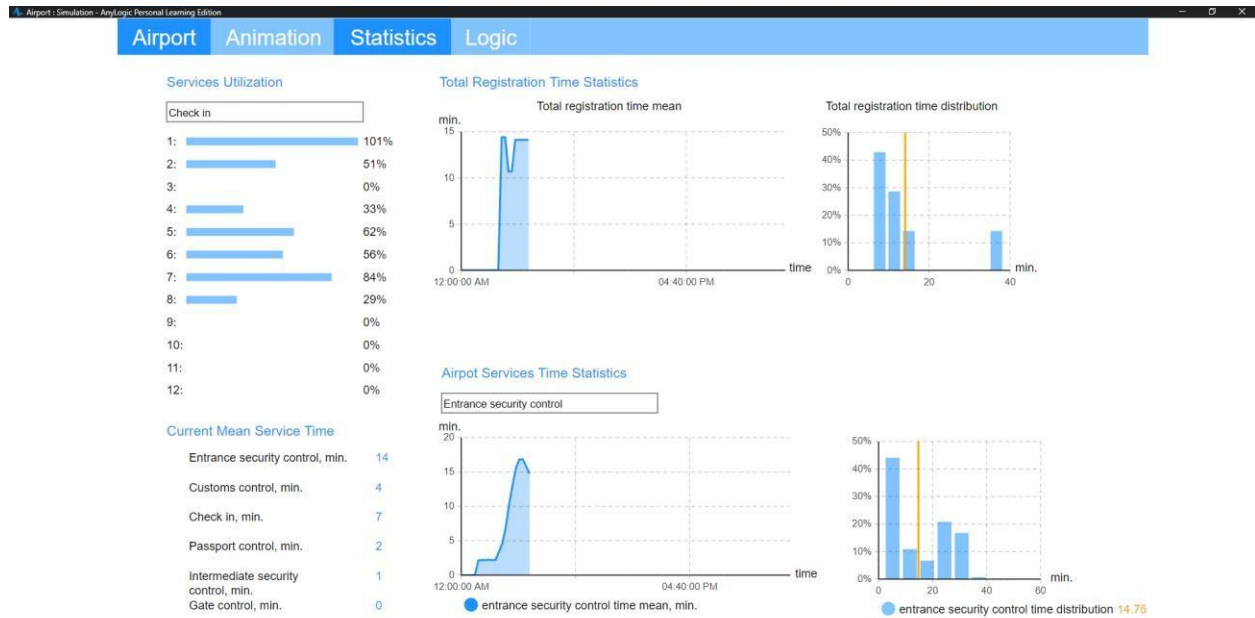 Airport : Simulation - AnyLogic Personal Learning Edition
Airport Animation Statistics Logic
Services Utilization
Check in
1: 101%
2: 51%
3: 0%
4: 33%
5: 62%
6: 56%
7: 84%
8: 29%
9: 0%
10: 0%
11: 0%
12: 0%
Current Mean Service Time
Entrance security control, min. 14
Customs control, min. 4
Check in, min. 7
Passport control, min. 2
Intermediate security
control, min. 1
Gate control, min. 0
Total Registration Time Statistics
Total registration time mean
min.
15
10
5
0
time
12:00:00 AM 04:40:00 PM
Total registration time distribution
50%
40%
30%
20%
10%
0%
min.
0 20 40
Airpot Services Time Statistics
Entrance security control
min.
20
15
10
5
0
time
12:00:00 AM 04:40:00 PM
entrance security control time mean, min.
50%
40%
30%
20%
10%
0%
min.
0 20 40 60
entrance security control time distribution 14.75